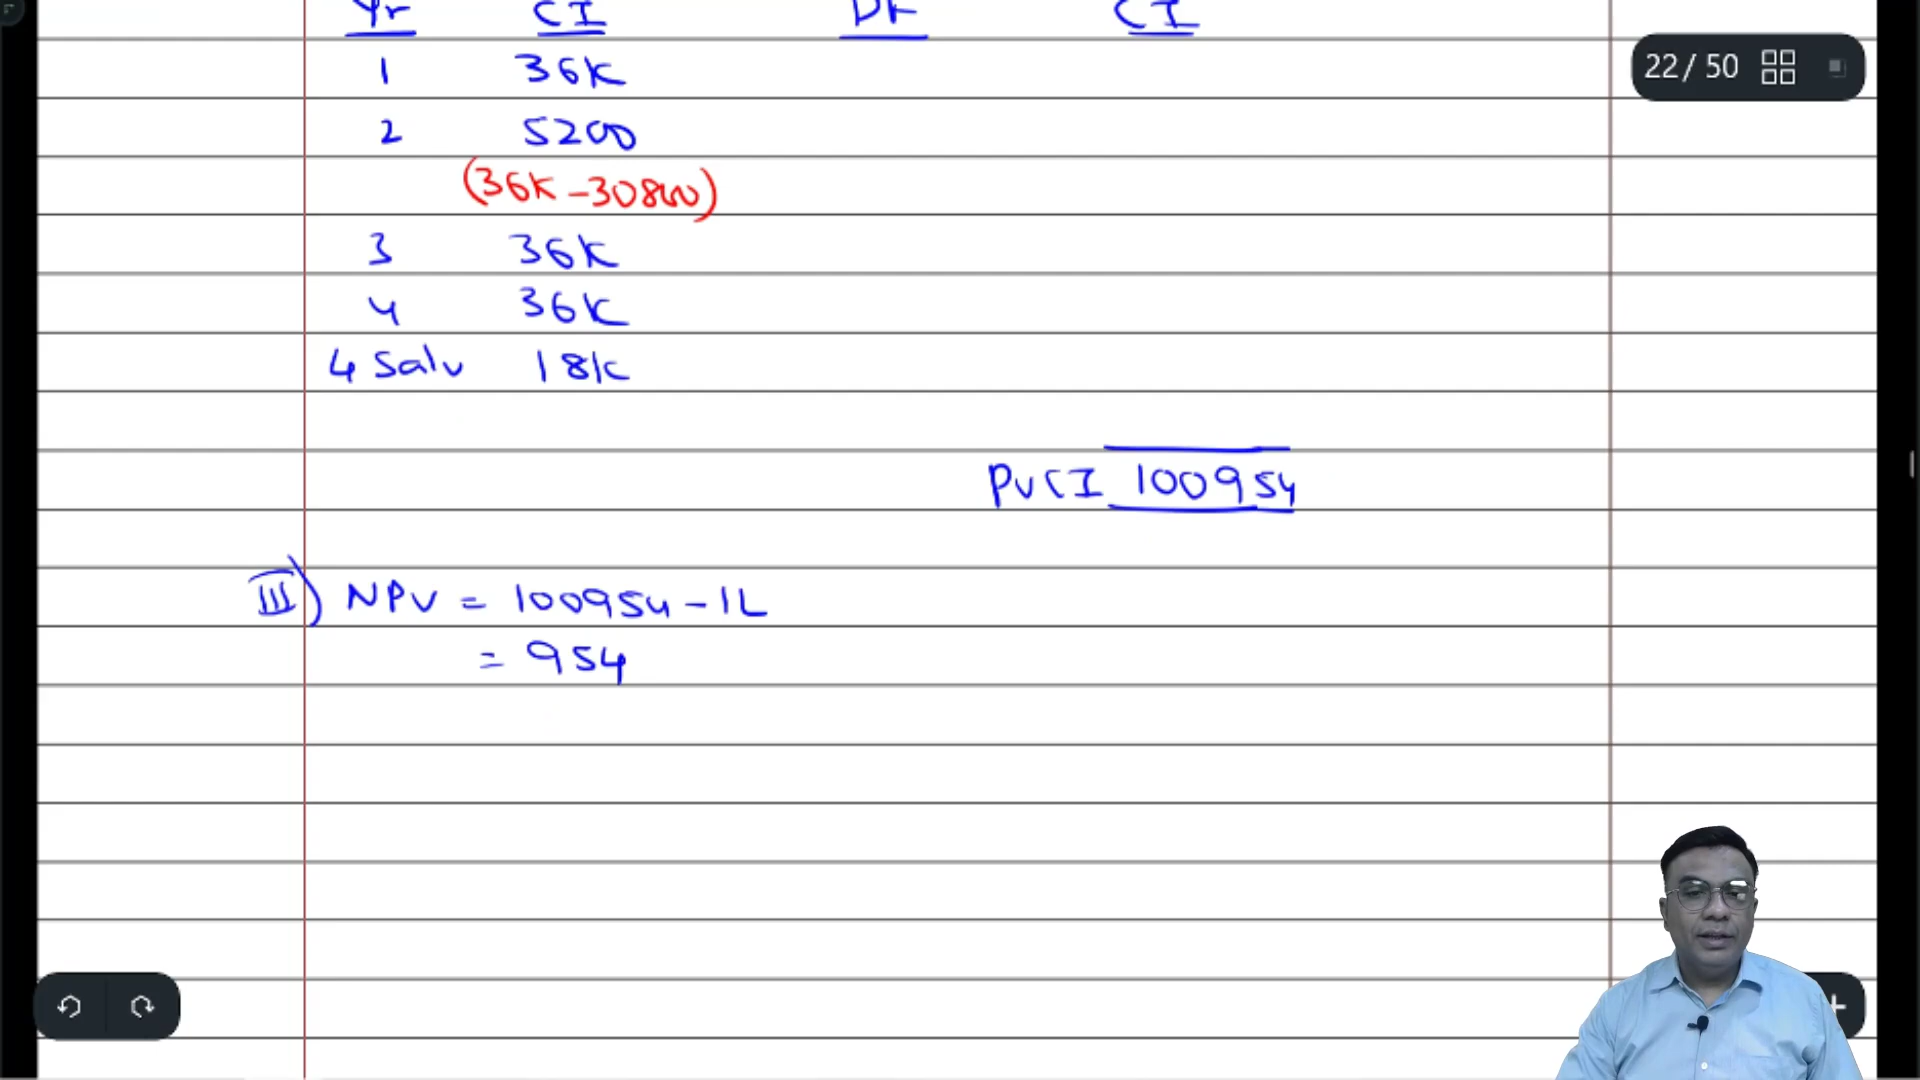 Yr CI DF CI
22/ 50
1 36K
2 5200
(36K - 30800)
3 36K
4 36K
4 Salv 18K
PVCI 100954
III) NPV = 100954 - 1L
= 954